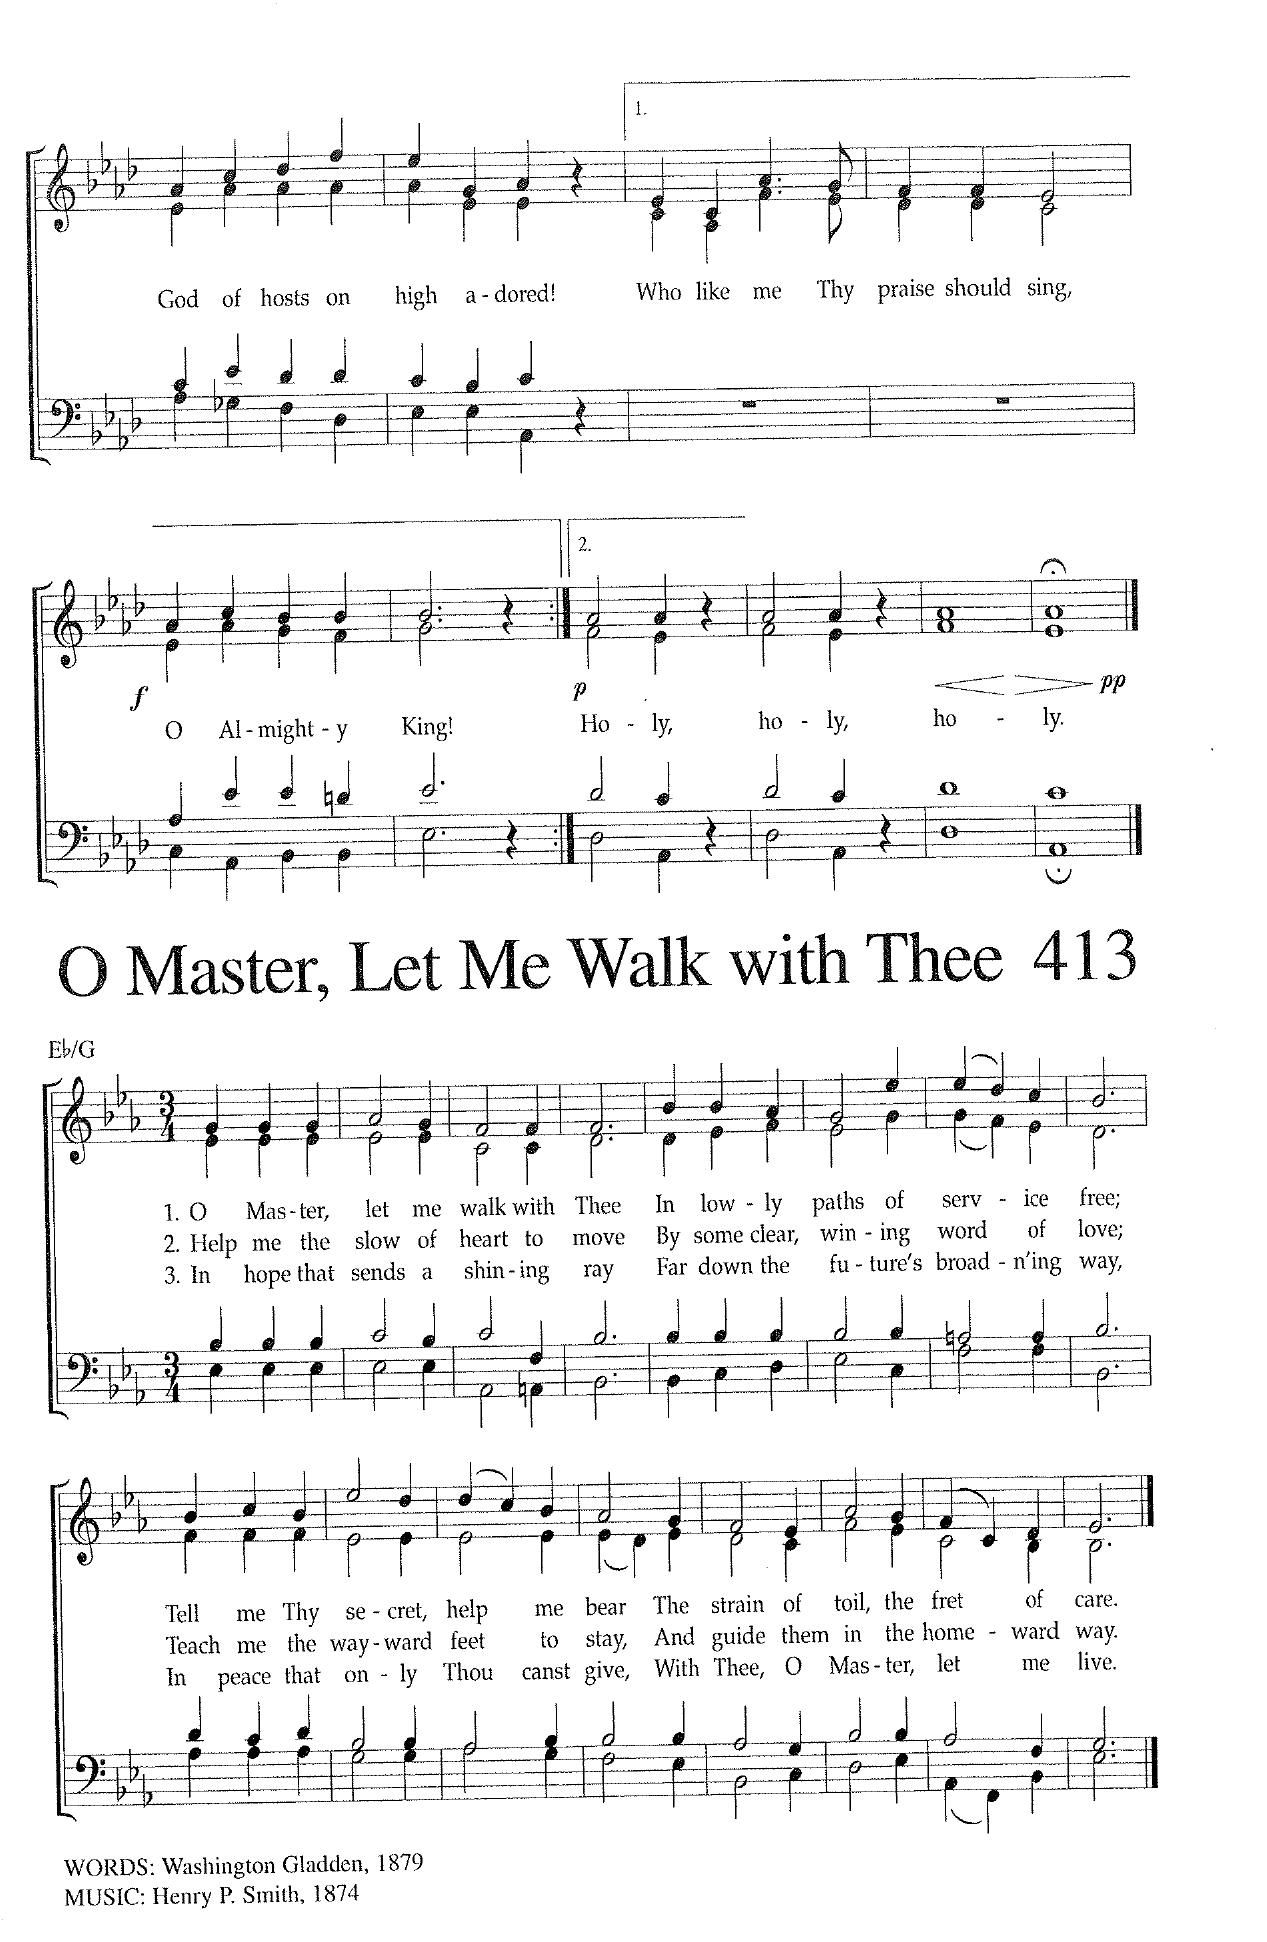 1.
God of hosts on high a - dored! Who like me Thy praise should sing,
2.
f p pp
O Al - might - y King! Ho - ly, ho - ly, ho - ly.
O Master, Let Me Walk with Thee 413
E♭/G
3
4
1. O Mas - ter, let me walk with Thee In low - ly paths of serv - ice free;
2. Help me the slow of heart to move By some clear, win - ing word of love;
3. In hope that sends a shin - ing ray Far down the fu - ture's broad - n'ing way,
3
4
Tell me Thy se - cret, help me bear The strain of toil, the fret of care.
Teach me the way - ward feet to stay, And guide them in the home - ward way.
In peace that on - ly Thou canst give, With Thee, O Mas - ter, let me live.
WORDS: Washington Gladden, 1879
MUSIC: Henry P. Smith, 1874